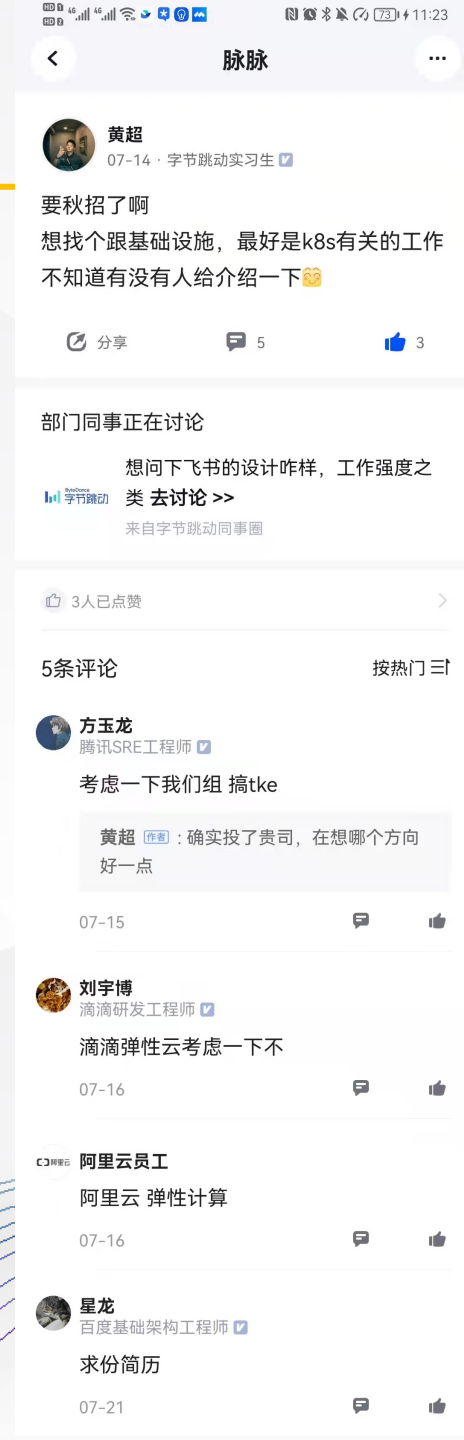 HD 1 4G 4G 73 11:23
HD 2
脉脉
黄超
07-14 · 字节跳动实习生
要秋招了啊
想找个跟基础设施，最好是k8s有关的工作
不知道有没有人给介绍一下
分享 5 3
部门同事正在讨论
想问下飞书的设计咋样，工作强度之
类 去讨论 >>
ByteDance
字节跳动
来自字节跳动同事圈
3人已点赞
5条评论 按热门
方玉龙
腾讯SRE工程师
考虑一下我们组 搞tke
黄超 作者 : 确实投了贵司，在想哪个方向
好一点
07-15
刘宇博
滴滴研发工程师
滴滴弹性云考虑一下不
07-16
阿里云 阿里云员工
阿里云 弹性计算
07-16
星龙
百度基础架构工程师
求份简历
07-21